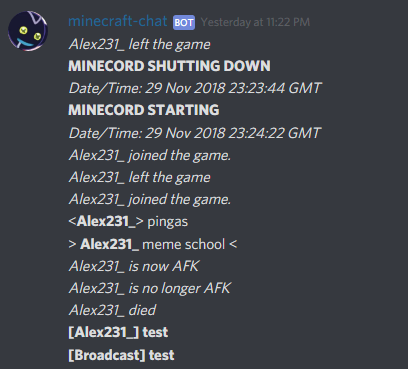 minecraft-chat BOT Yesterday at 11:22 PM
Alex231_ left the game
MINECORD SHUTTING DOWN
Date/Time: 29 Nov 2018 23:23:44 GMT
MINECORD STARTING
Date/Time: 29 Nov 2018 23:24:22 GMT
Alex231_ joined the game.
Alex231_ left the game
Alex231_ joined the game.
<Alex231_> pingas
> Alex231_ meme school <
Alex231_ is now AFK
Alex231_ is no longer AFK
Alex231_ died
[Alex231_] test
[Broadcast] test